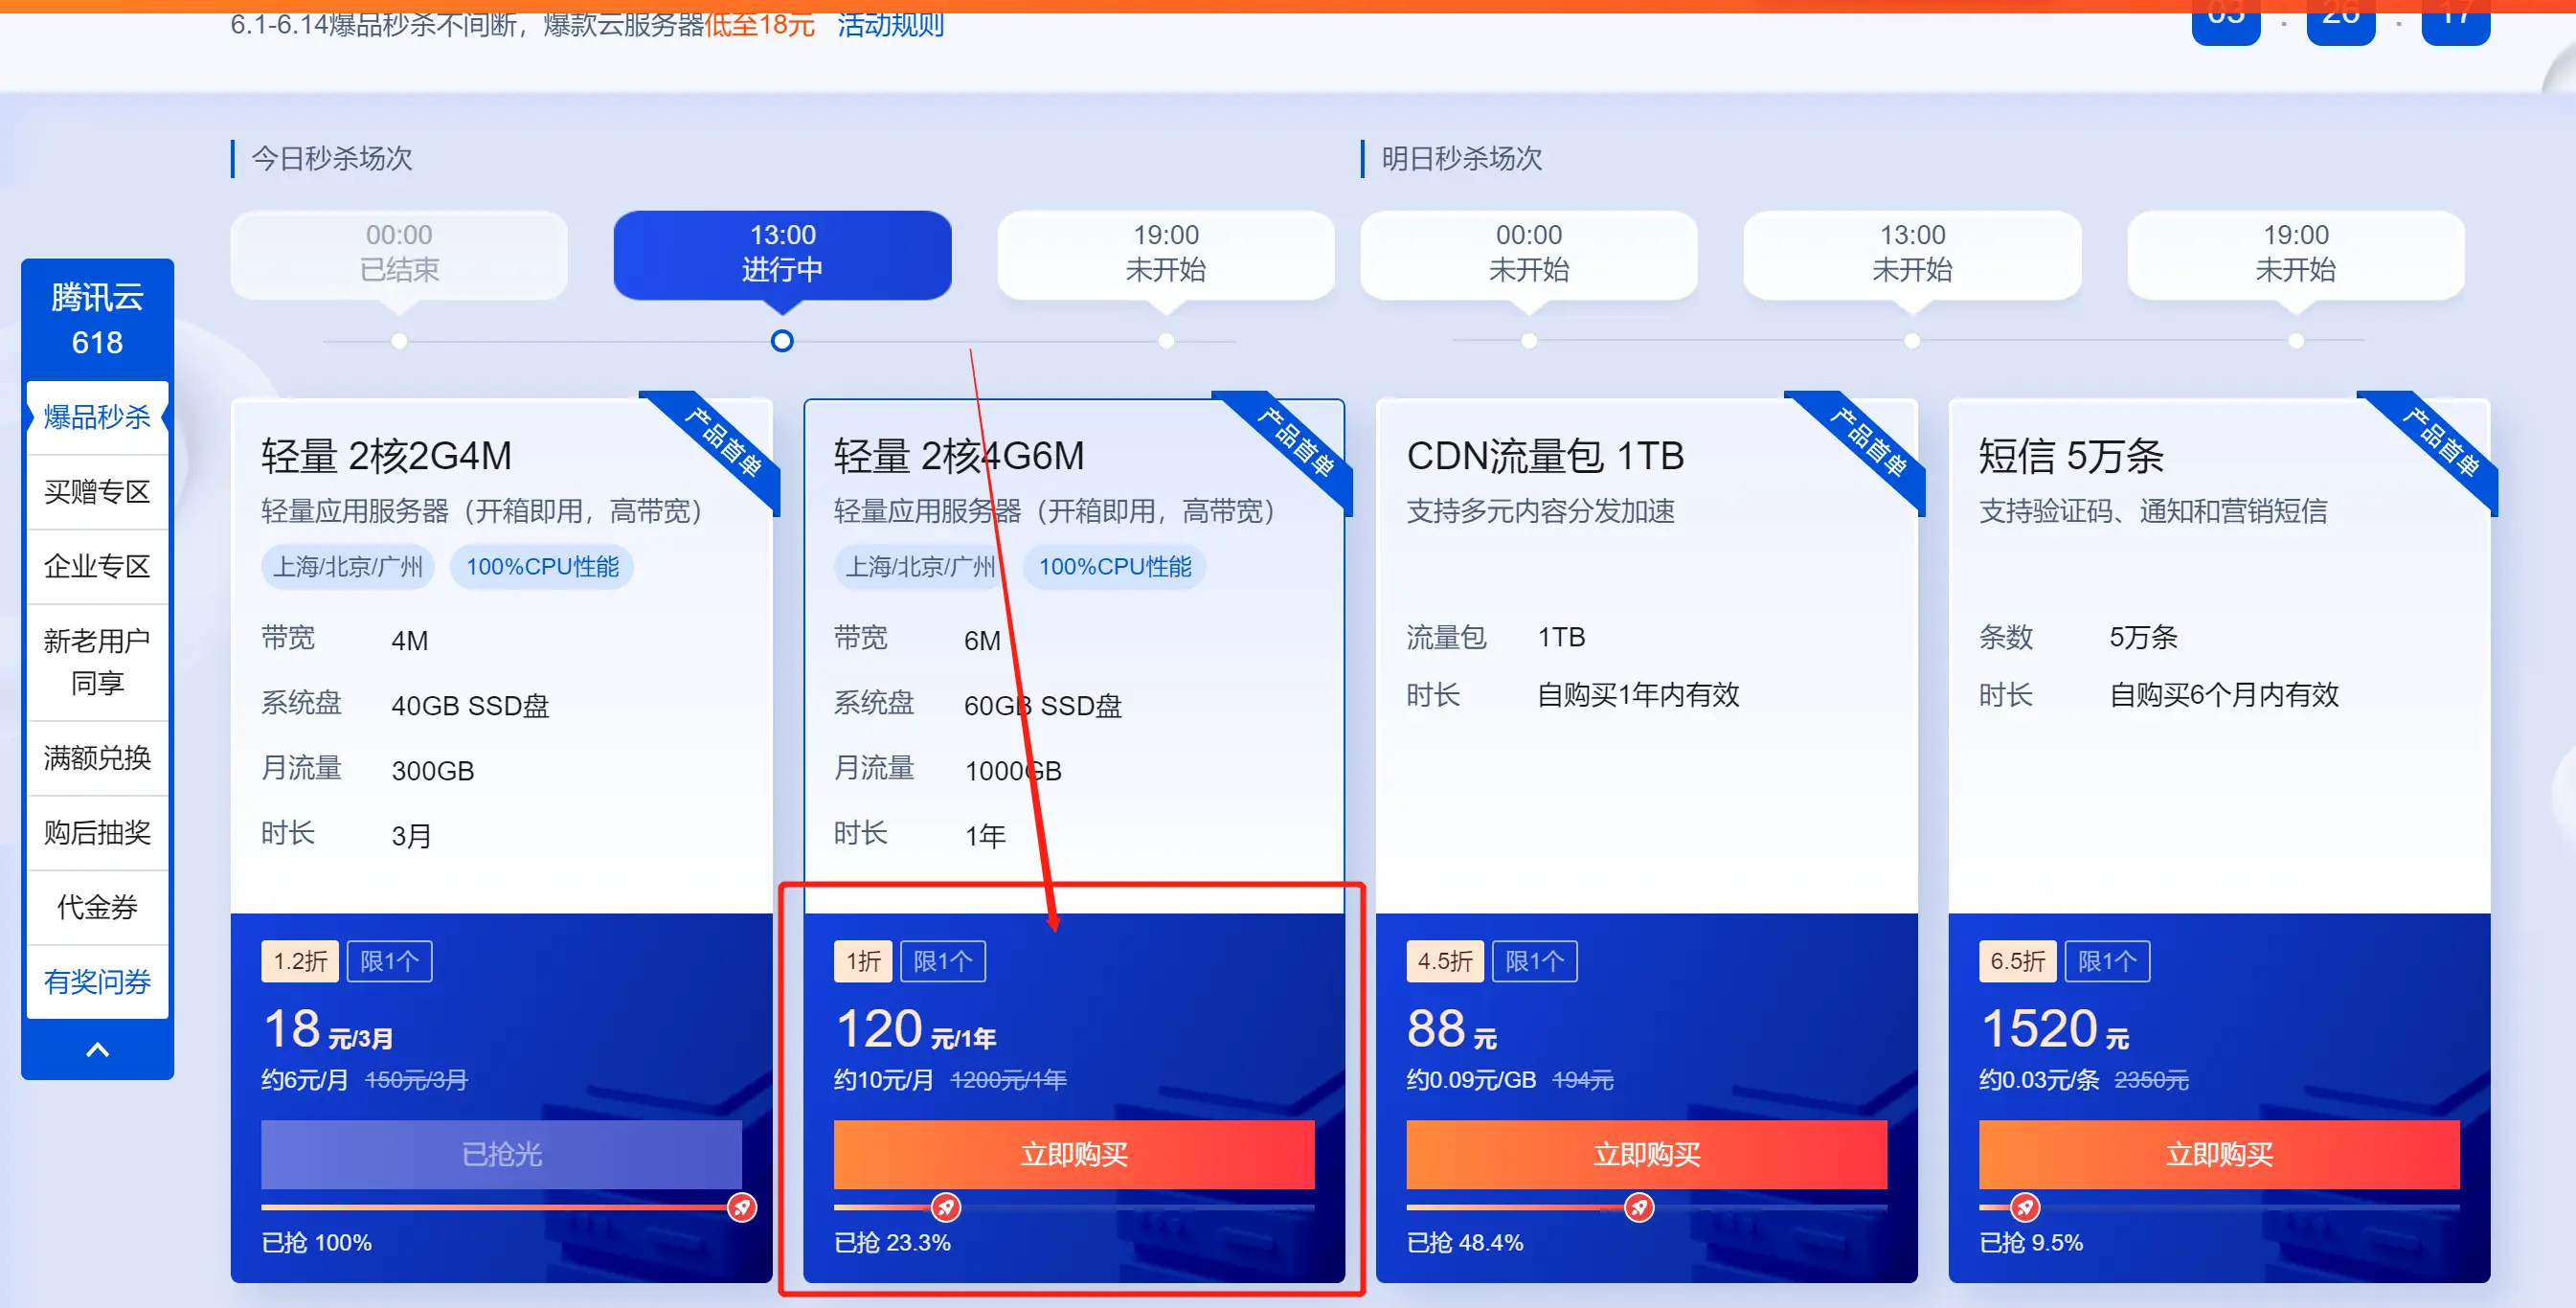 6.1-6.14爆品秒杀不间断，爆款云服务器低至18元 活动规则
03 : 26 : 17
今日秒杀场次
明日秒杀场次
00:00
已结束
13:00
进行中
19:00
未开始
00:00
未开始
13:00
未开始
19:00
未开始
腾讯云
618
爆品秒杀
买赠专区
企业专区
新老用户
同享
满额兑换
购后抽奖
代金券
有奖问券
产品首单
轻量 2核2G4M
轻量应用服务器（开箱即用，高带宽）
上海/北京/广州 100%CPU性能
带宽 4M
系统盘 40GB SSD盘
月流量 300GB
时长 3月
1.2折 限1个
18 元/3月
约6元/月 150元/3月
已抢光
已抢 100%
产品首单
轻量 2核4G6M
轻量应用服务器（开箱即用，高带宽）
上海/北京/广州 100%CPU性能
带宽 6M
系统盘 60GB SSD盘
月流量 1000GB
时长 1年
1折 限1个
120 元/1年
约10元/月 1200元/1年
立即购买
已抢 23.3%
产品首单
CDN流量包 1TB
支持多元内容分发加速
流量包 1TB
时长 自购买1年内有效
4.5折 限1个
88 元
约0.09元/GB 194元
立即购买
已抢 48.4%
产品首单
短信 5万条
支持验证码、通知和营销短信
条数 5万条
时长 自购买6个月内有效
6.5折 限1个
1520 元
约0.03元/条 2350元
立即购买
已抢 9.5%